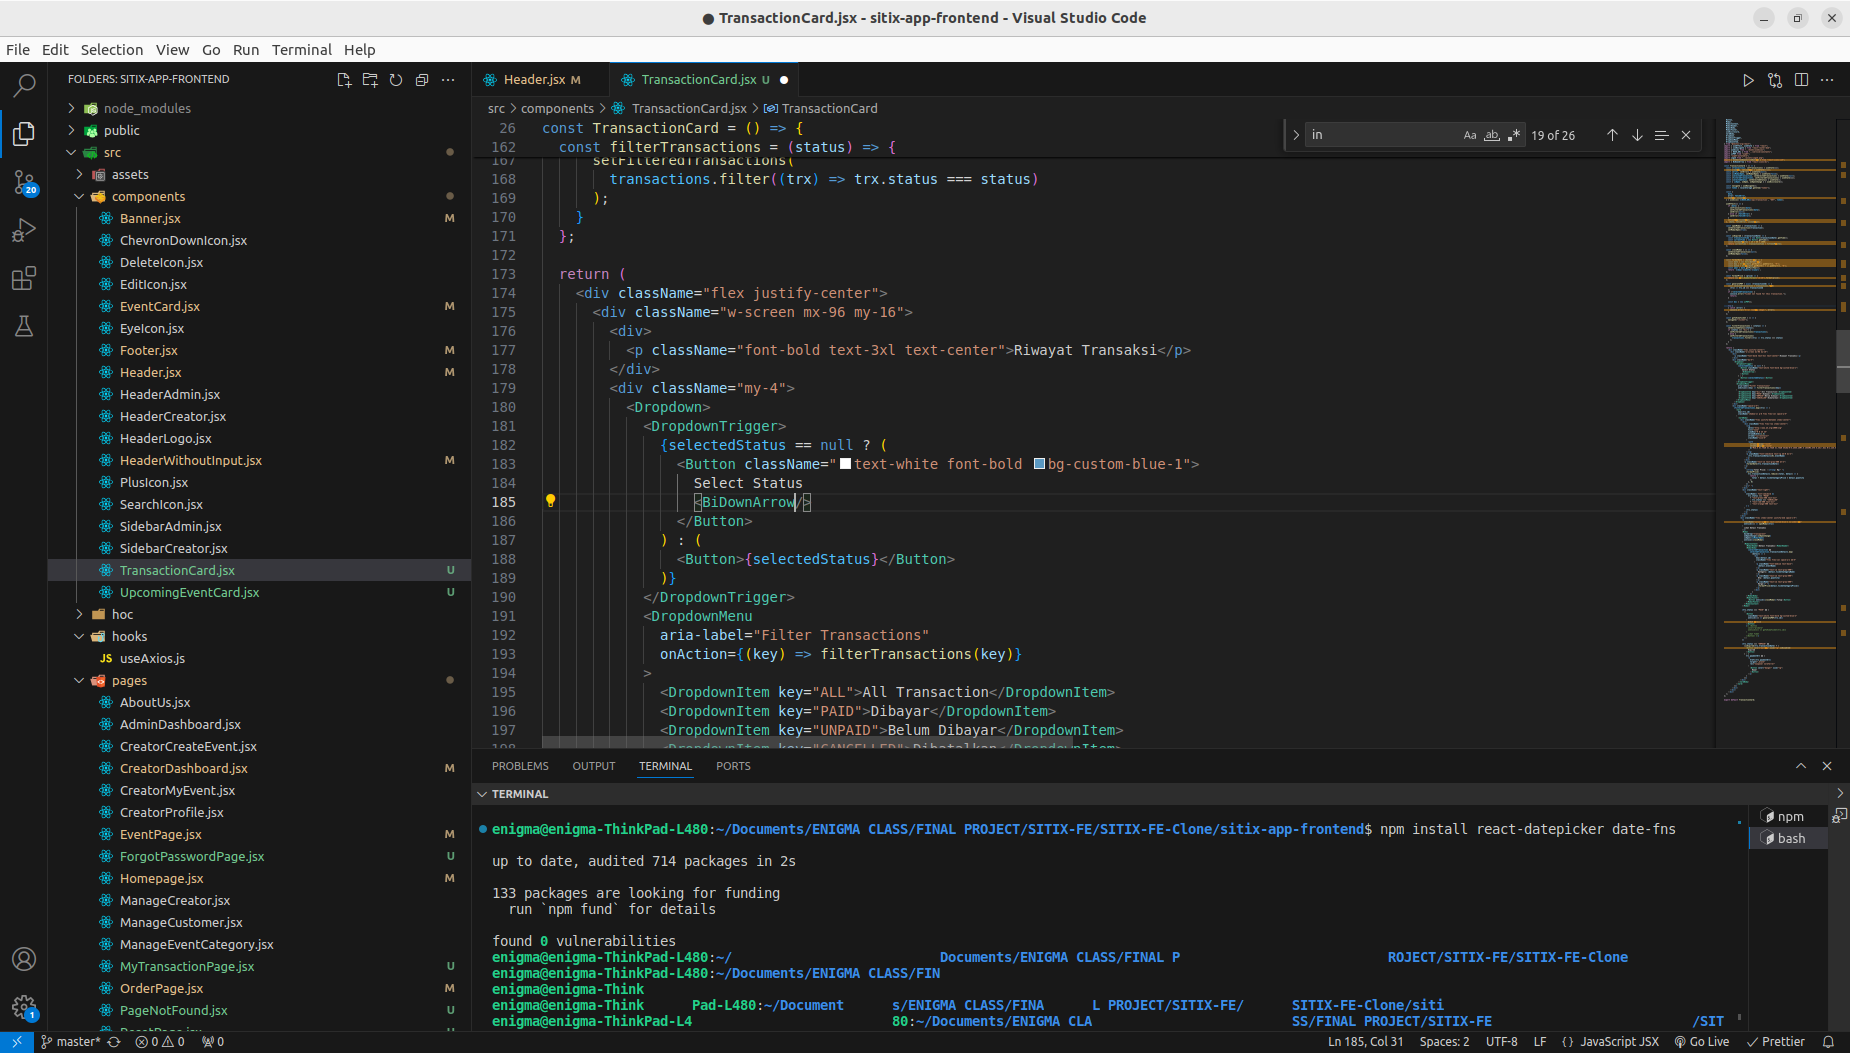 TransactionCard.jsx - sitix-app-frontend - Visual Studio Code
File Edit Selection View Go Run Terminal Help
FOLDERS: SITIX-APP-FRONTEND
node_modules
public
src
assets
components
Banner.jsx M
ChevronDownIcon.jsx
DeleteIcon.jsx
EditIcon.jsx
EventCard.jsx M
EyeIcon.jsx
Footer.jsx M
Header.jsx M
HeaderAdmin.jsx
HeaderCreator.jsx
HeaderLogo.jsx
HeaderWithoutInput.jsx M
PlusIcon.jsx
SearchIcon.jsx
SidebarAdmin.jsx
SidebarCreator.jsx
TransactionCard.jsx U
UpcomingEventCard.jsx U
hoc
hooks
JS useAxios.js
pages
AboutUs.jsx
AdminDashboard.jsx
CreatorCreateEvent.jsx
CreatorDashboard.jsx M
CreatorMyEvent.jsx
CreatorProfile.jsx
EventPage.jsx M
ForgotPasswordPage.jsx U
Homepage.jsx M
ManageCreator.jsx
ManageCustomer.jsx
ManageEventCategory.jsx
MyTransactionPage.jsx U
OrderPage.jsx M
PageNotFound.jsx U
20
1
Header.jsx M TransactionCard.jsx U
src > components > TransactionCard.jsx > TransactionCard
in Aa ab .* 19 of 26
26 const TransactionCard = () => {
162 const filterTransactions = (status) => {
167 setFilteredTransactions(
168 transactions.filter((trx) => trx.status === status)
169 );
170 }
171 };
172
173 return (
174 <div className="flex justify-center">
175 <div className="w-screen mx-96 my-16">
176 <div>
177 <p className="font-bold text-3xl text-center">Riwayat Transaksi</p>
178 </div>
179 <div className="my-4">
180 <Dropdown>
181 <DropdownTrigger>
182 {selectedStatus == null ? (
183 <Button className="text-white font-bold bg-custom-blue-1">
184 Select Status
185 <BiDownArrow/>
186 </Button>
187 ) : (
188 <Button>{selectedStatus}</Button>
189 )}
190 </DropdownTrigger>
191 <DropdownMenu
192 aria-label="Filter Transactions"
193 onAction={(key) => filterTransactions(key)}
194 >
195 <DropdownItem key="ALL">All Transaction</DropdownItem>
196 <DropdownItem key="PAID">Dibayar</DropdownItem>
197 <DropdownItem key="UNPAID">Belum Dibayar</DropdownItem>
198 <DropdownItem key="CANCELLED">Dibatalkan</DropdownItem>
PROBLEMS OUTPUT TERMINAL PORTS
TERMINAL
npm
bash
enigma@enigma-ThinkPad-L480:~/Documents/ENIGMA CLASS/FINAL PROJECT/SITIX-FE/SITIX-FE-Clone/sitix-app-frontend$ npm install react-datepicker date-fns
up to date, audited 714 packages in 2s
133 packages are looking for funding
run `npm fund` for details
found 0 vulnerabilities
enigma@enigma-ThinkPad-L480:~/ Documents/ENIGMA CLASS/FINAL P ROJECT/SITIX-FE/SITIX-FE-Clone
enigma@enigma-ThinkPad-L480:~/Documents/ENIGMA CLASS/FIN
enigma@enigma-Think
enigma@enigma-Think Pad-L480:~/Document s/ENIGMA CLASS/FINA L PROJECT/SITIX-FE/ SITIX-FE-Clone/siti
enigma@enigma-ThinkPad-L4 80:~/Documents/ENIGMA CLA SS/FINAL PROJECT/SITIX-FE /SIT
master* 0 0 0 Ln 185, Col 31 Spaces: 2 UTF-8 LF {} JavaScript JSX Go Live Prettier